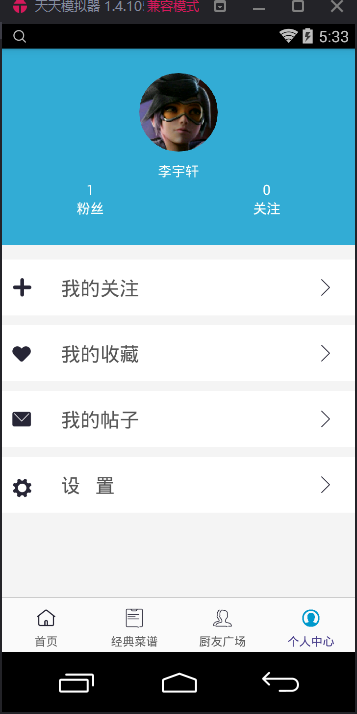 天天模拟器 1.4.10 兼容模式
5:33
李宇轩
1 0
粉丝 关注
我的关注
我的收藏
我的帖子
设 置
首页 经典菜谱 厨友广场 个人中心